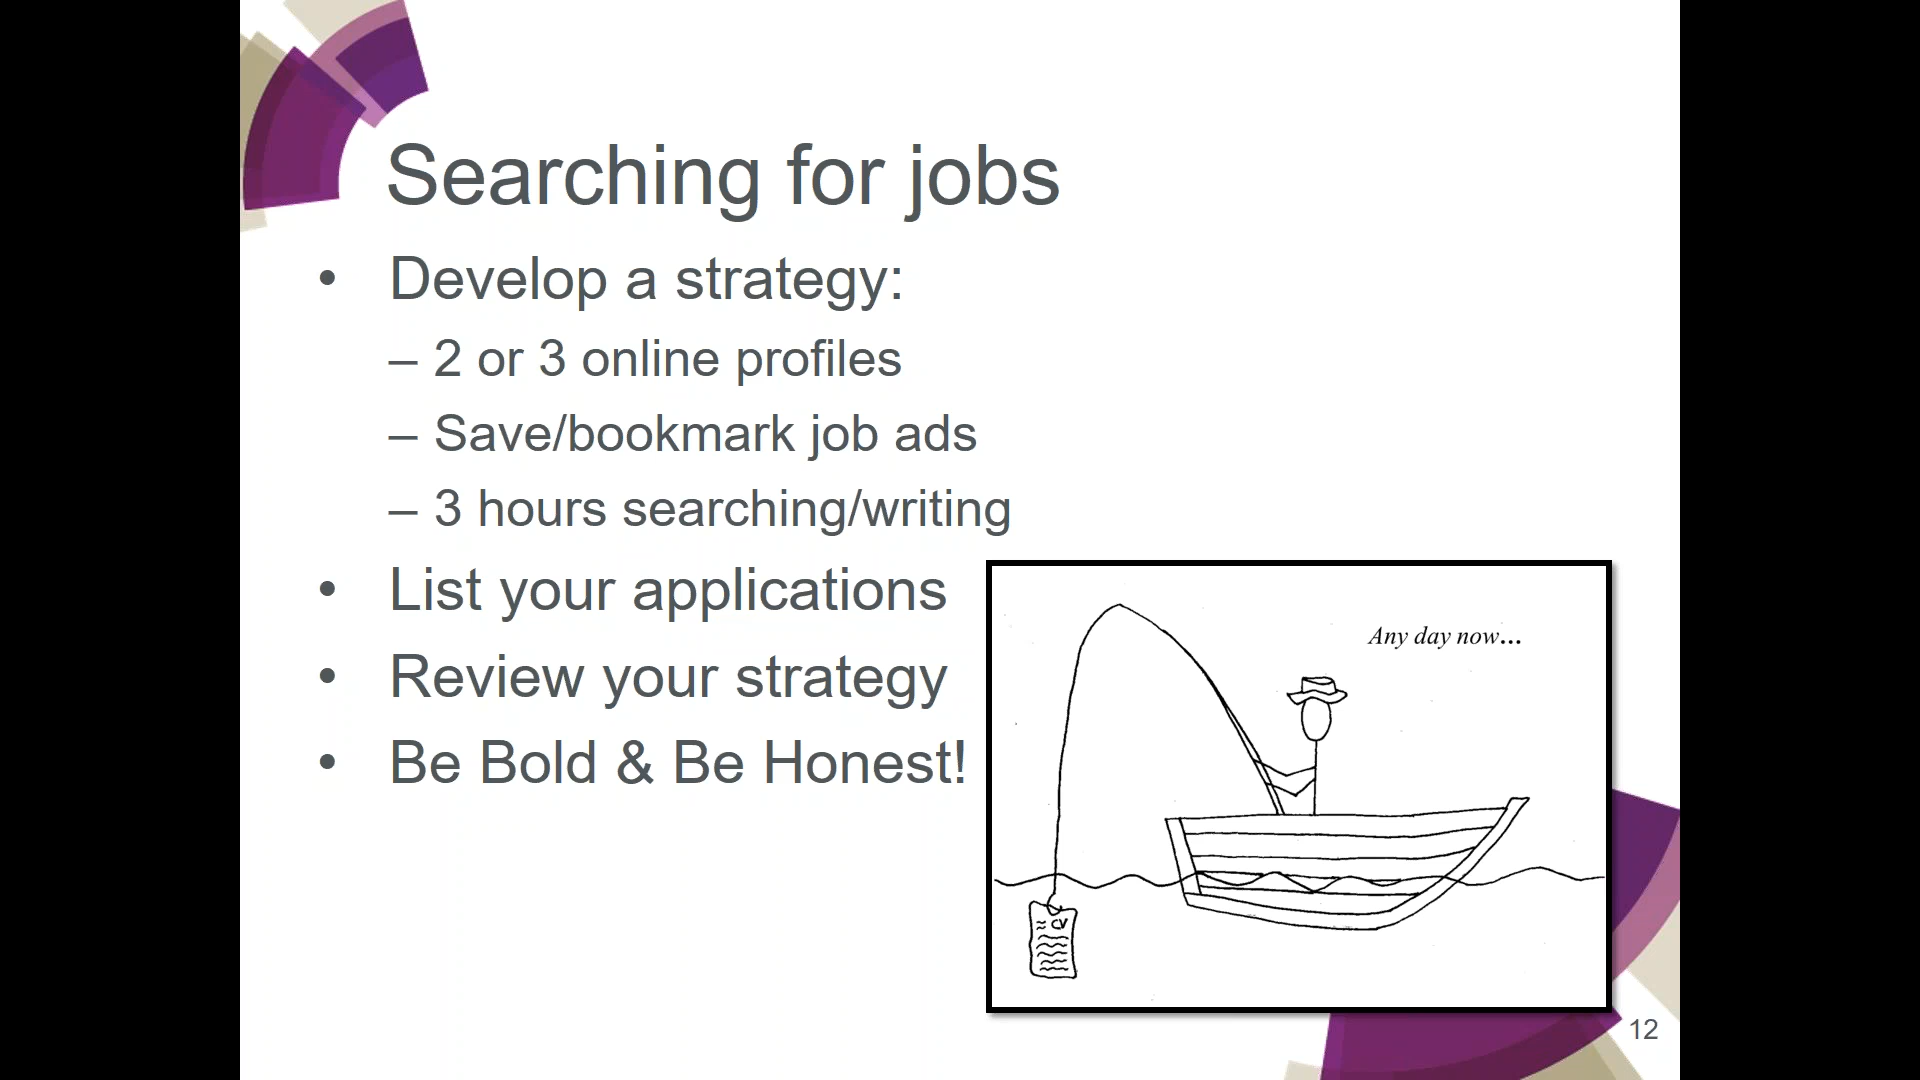 Searching for jobs
• Develop a strategy:
– 2 or 3 online profiles
– Save/bookmark job ads
– 3 hours searching/writing
• List your applications
• Review your strategy
• Be Bold & Be Honest!
Any day now...
CV
12